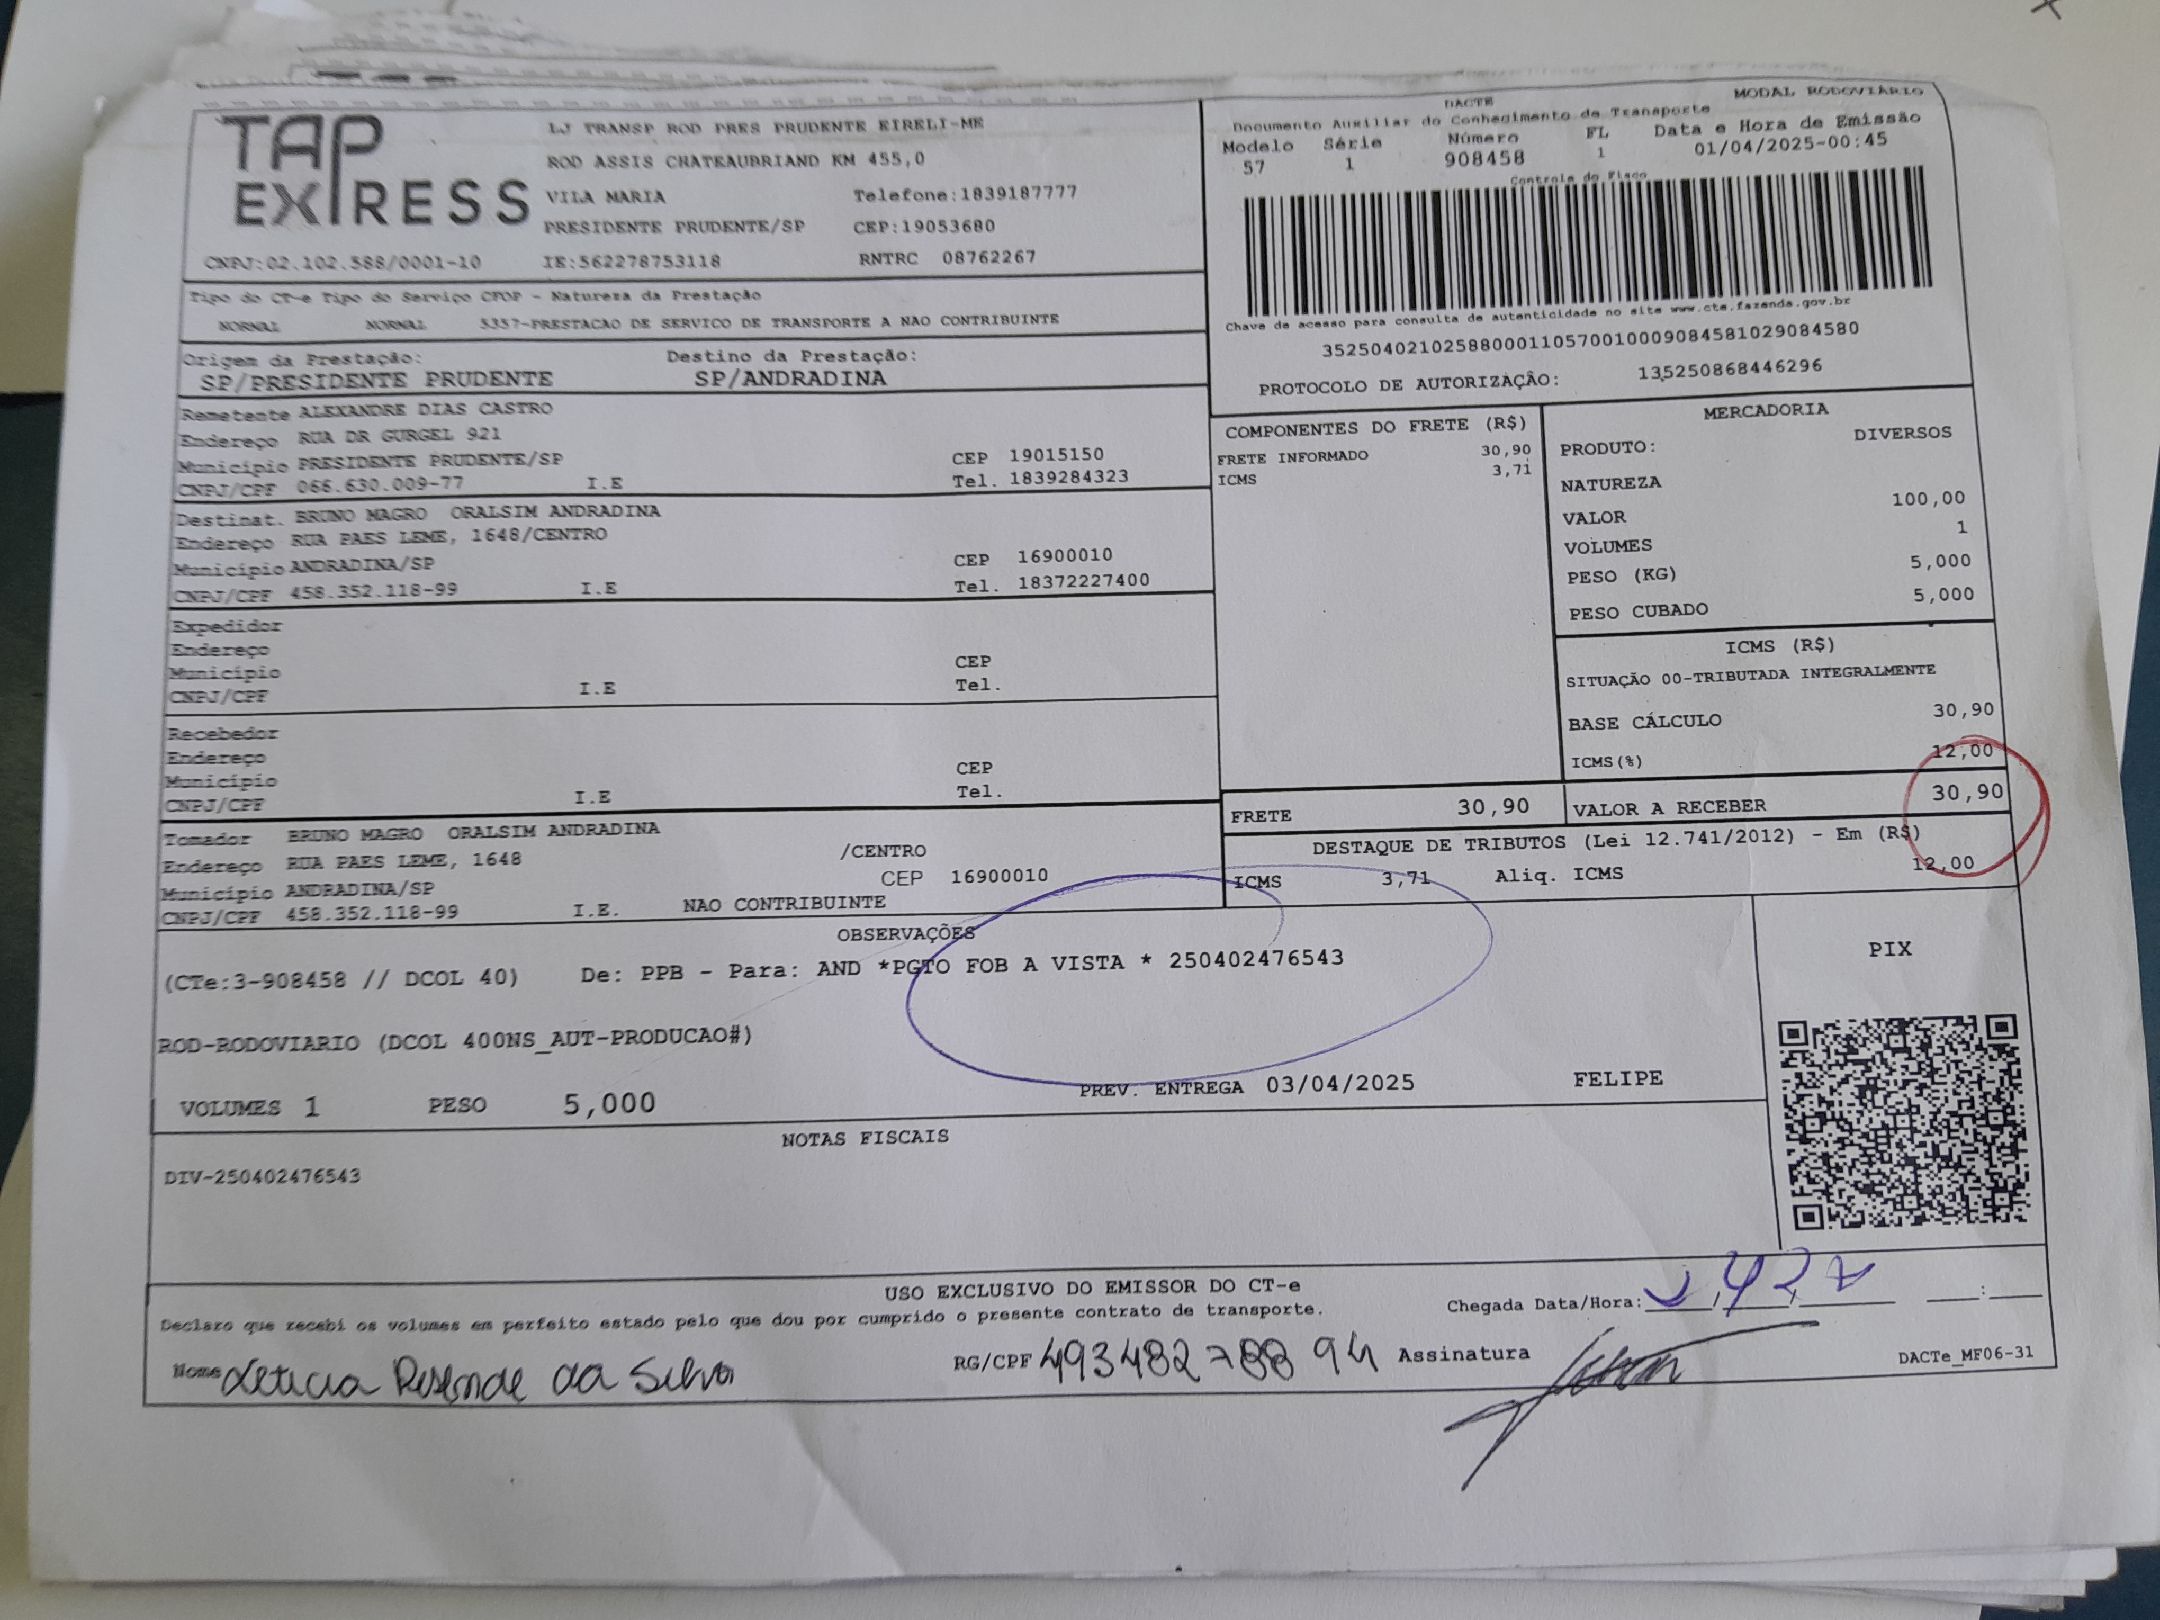 TAP EXPRESS
LJ TRANSP ROD PRES PRUDENTE EIRELI-ME
ROD ASSIS CHATEAUBRIAND KM 455,0
VILA MARIA Telefone:1839187777
PRESIDENTE PRUDENTE/SP CEP:19053680
CNPJ:02.102.588/0001-10 IE:562278753118 RNTRC 08762267
DACTE MODAL RODOVIÁRIO
Documento Auxiliar do Conhecimento de Transporte
Modelo Série Número FL Data e Hora de Emissão
57 1 908458 1 01/04/2025-00:45
Controle do Fisco
Chave de acesso para consulta de autenticidade no site www.cte.fazenda.gov.br
35250402102588000110570010009084581029084580
PROTOCOLO DE AUTORIZAÇÃO: 135250868446296
Tipo do CT-e Tipo do Serviço CFOP - Natureza da Prestação
NORMAL NORMAL 5357-PRESTACAO DE SERVICO DE TRANSPORTE A NAO CONTRIBUINTE
Origem da Prestação: Destino da Prestação:
SP/PRESIDENTE PRUDENTE SP/ANDRADINA
Remetente ALEXANDRE DIAS CASTRO
Endereço RUA DR GURGEL 921
Município PRESIDENTE PRUDENTE/SP CEP 19015150
CNPJ/CPF 066.630.009-77 I.E Tel. 1839284323
Destinat. BRUNO MAGRO ORALSIM ANDRADINA
Endereço RUA PAES LEME, 1648/CENTRO
Município ANDRADINA/SP CEP 16900010
CNPJ/CPF 458.352.118-99 I.E Tel. 18372227400
Expedidor
Endereço
Município CEP
CNPJ/CPF I.E Tel.
Recebedor
Endereço
Município CEP
CNPJ/CPF I.E Tel.
Tomador BRUNO MAGRO ORALSIM ANDRADINA
Endereço RUA PAES LEME, 1648 /CENTRO
Município ANDRADINA/SP CEP 16900010
CNPJ/CPF 458.352.118-99 I.E. NAO CONTRIBUINTE
COMPONENTES DO FRETE (R$)
FRETE INFORMADO 30,90
ICMS 3,71
MERCADORIA
PRODUTO: DIVERSOS
NATUREZA
VALOR 100,00
VOLUMES 1
PESO (KG) 5,000
PESO CUBADO 5,000
ICMS (R$)
SITUAÇÃO 00-TRIBUTADA INTEGRALMENTE
BASE CÁLCULO 30,90
ICMS(%) 12,00
FRETE 30,90 VALOR A RECEBER 30,90
DESTAQUE DE TRIBUTOS (Lei 12.741/2012) - Em (R$)
ICMS 3,71 Aliq. ICMS 12,00
OBSERVAÇÕES
(CTe:3-908458 // DCOL 40) De: PPB - Para: AND *PGTO FOB A VISTA * 250402476543
ROD-RODOVIARIO (DCOL 400NS_AUT-PRODUCAO#)
VOLUMES 1 PESO 5,000 PREV. ENTREGA 03/04/2025 FELIPE
PIX
NOTAS FISCAIS
DIV-250402476543
USO EXCLUSIVO DO EMISSOR DO CT-e
Declaro que recebi os volumes em perfeito estado pelo que dou por cumprido o presente contrato de transporte.
Chegada Data/Hora:
Nome Leticia Resende da Silva RG/CPF 493482788 94 Assinatura
DACTe_MF06-31